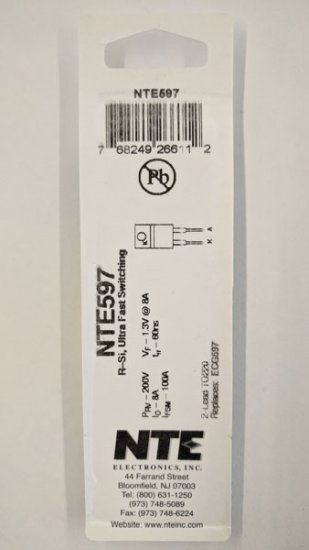 NTE597
7 68249 26611 2
Pb
K A
K
NTE597
R-Si, Ultra Fast Switching
PRV - 200V VF - 1.3V @ 8A
IO - 8A trr - 60ns
IFSM - 100A
2-Lead TO220
Replaces: ECG597
NTE
ELECTRONICS, INC.
44 Farrand Street
Bloomfield, NJ 07003
Tel: (800) 631-1250
(973) 748-5089
Fax: (973) 748-6224
Website: www.nteinc.com